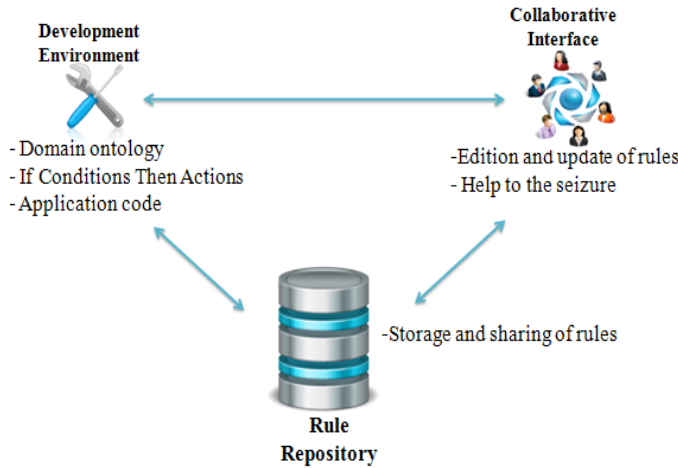 Development
Environment
- Domain ontology
- If Conditions Then Actions
- Application code
Collaborative
Interface
-Edition and update of rules
- Help to the seizure
-Storage and sharing of rules
Rule
Repository